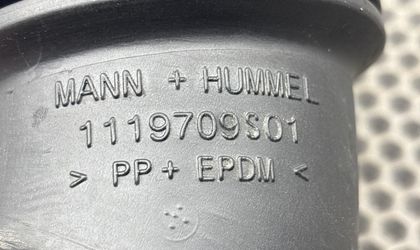 MANN + HUMMEL
1119709S01
> PP + EPDM <